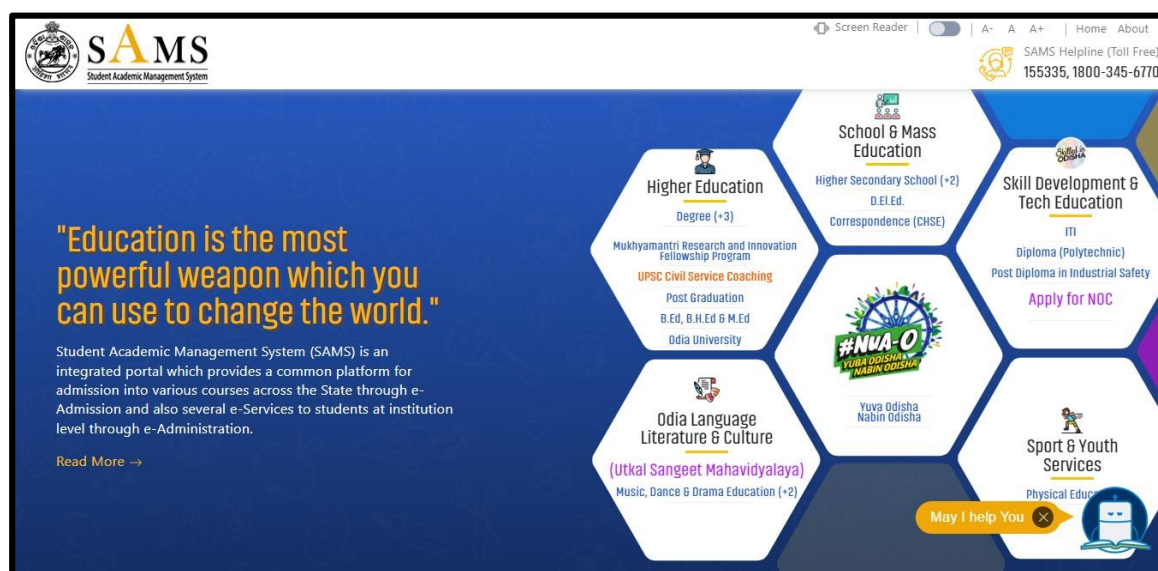 SAMS
Student Academic Management System
Screen Reader
A- A A+
Home About
SAMS Helpline (Toll Free)
155335, 1800-345-6770
"Education is the most
powerful weapon which you
can use to change the world."
Student Academic Management System (SAMS) is an
integrated portal which provides a common platform for
admission into various courses across the State through e-
Admission and also several e-Services to students at institution
level through e-Administration.
Read More →
Higher Education
Degree (+3)
Mukhyamantri Research and Innovation
Fellowship Program
UPSC Civil Service Coaching
Post Graduation
B.Ed, B.H.Ed & M.Ed
Odia University
School & Mass
Education
Higher Secondary School (+2)
D.El.Ed.
Correspondence (CHSE)
Skilled in
ODISHA
Skill Development &
Tech Education
ITI
Diploma (Polytechnic)
Post Diploma in Industrial Safety
Apply for NOC
#NUA-O
YUBA ODISHA
NABIN ODISHA
Yuva Odisha
Nabin Odisha
Odia Language
Literature & Culture
(Utkal Sangeet Mahavidyalaya)
Music, Dance & Drama Education (+2)
Sport & Youth
Services
Physical Educ
May I help You